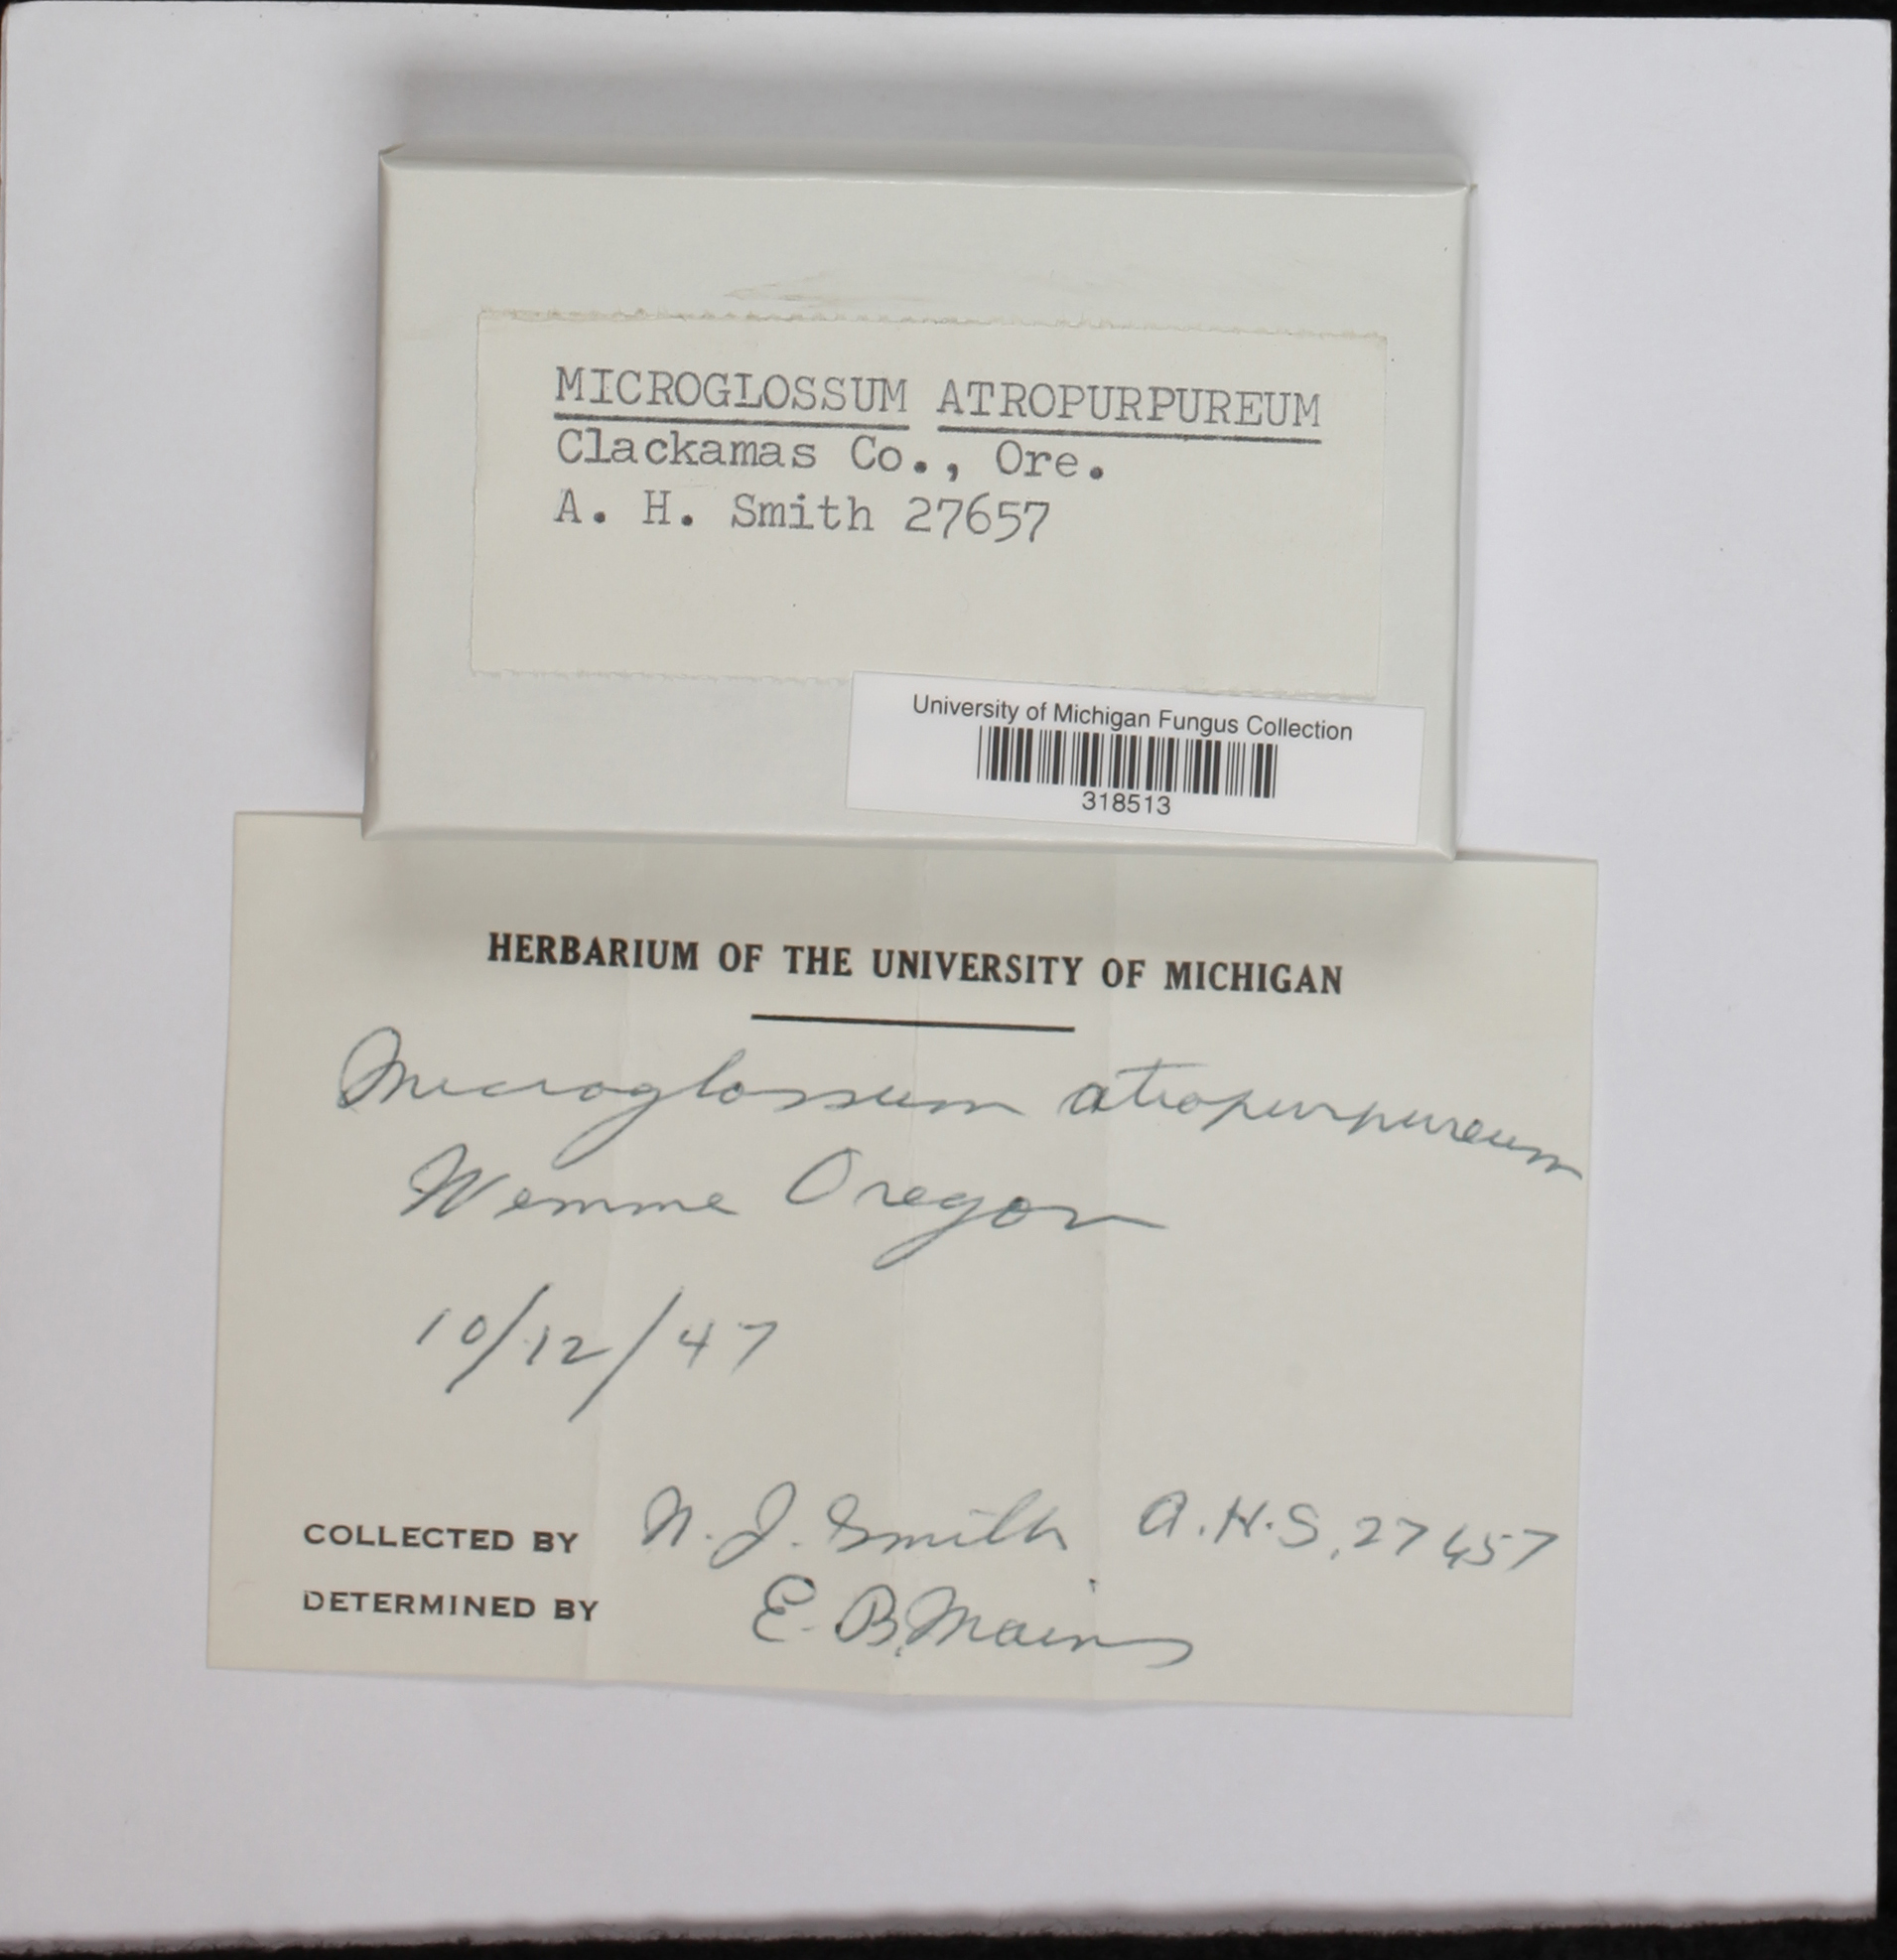 MICROGLOSSUM ATROPURPUREUM
Clackamas Co., Ore.
A. H. Smith 27657
University of Michigan Fungus Collection
318513
HERBARIUM OF THE UNIVERSITY OF MICHIGAN
Microglossum atropurpureum
Wemme Oregon
10/12/47
COLLECTED BY H. J. Smith A.H.S. 27657
DETERMINED BY E. B. Mains